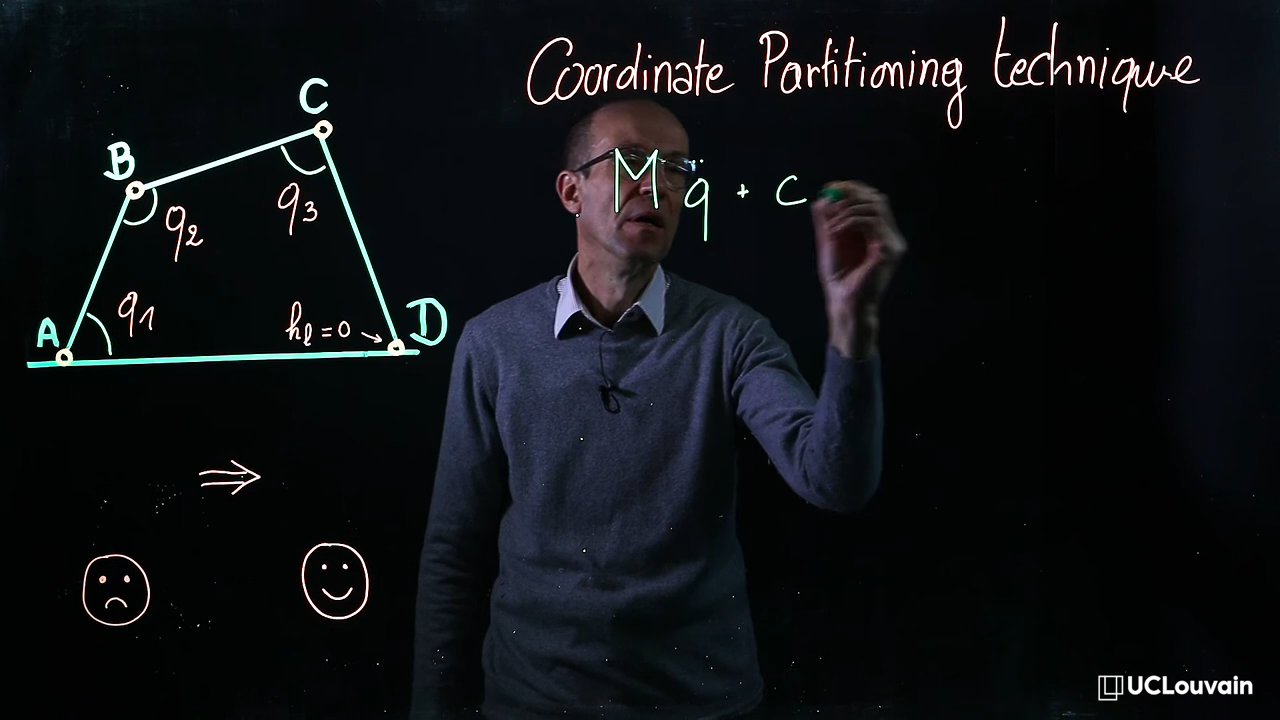 Coordinate Partitioning technique
M q̈ + c
C
B
q2
q3
A
q1
hl = 0
D
⇒
UCLouvain